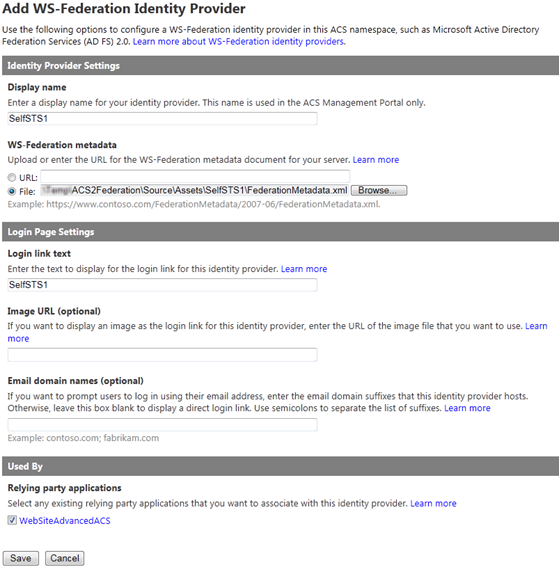 Add WS-Federation Identity Provider
Use the following options to configure a WS-Federation identity provider in this ACS namespace, such as Microsoft Active Directory
Federation Services (AD FS) 2.0. Learn more about WS-Federation identity providers.
Identity Provider Settings
Display name
Enter a display name for your identity provider. This name is used in the ACS Management Portal only.
SelfSTS1
WS-Federation metadata
Upload or enter the URL for the WS-Federation metadata document for your server. Learn more
URL:
File: ACS2Federation\Source\Assets\SelfSTS1\FederationMetadata.xml Browse...
Example: https://www.contoso.com/FederationMetadata/2007-06/FederationMetadata.xml.
Login Page Settings
Login link text
Enter the text to display for the login link for this identity provider. Learn more
SelfSTS1
Image URL (optional)
If you want to display an image as the login link for this identity provider, enter the URL of the image file that you want to use. Learn
more
Email domain names (optional)
If you want to prompt users to log in using their email address, enter the email domain suffixes that this identity provider hosts.
Otherwise, leave this box blank to display a direct login link. Use semicolons to separate the list of suffixes. Learn more
Example: contoso.com; fabrikam.com
Used By
Relying party applications
Select any existing relying party applications that you want to associate with this identity provider. Learn more
WebSiteAdvancedACS
Save Cancel